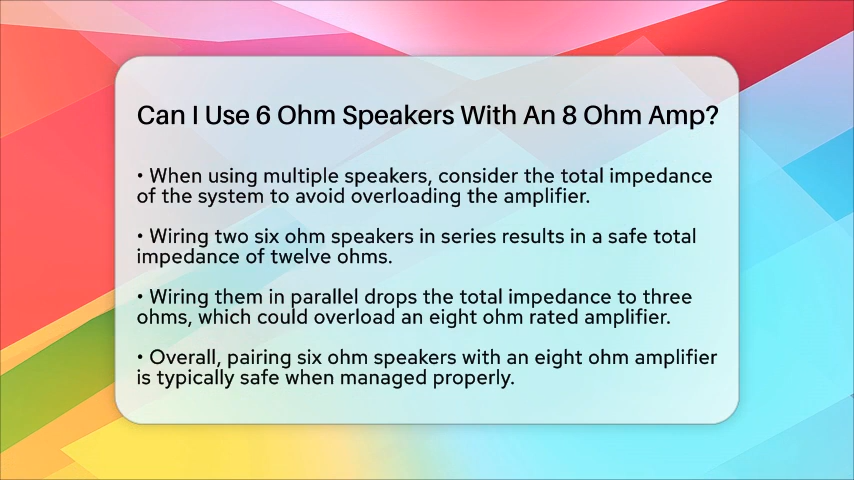 Can I Use 6 Ohm Speakers With An 8 Ohm Amp?
• When using multiple speakers, consider the total impedance
of the system to avoid overloading the amplifier.
• Wiring two six ohm speakers in series results in a safe total
impedance of twelve ohms.
• Wiring them in parallel drops the total impedance to three
ohms, which could overload an eight ohm rated amplifier.
• Overall, pairing six ohm speakers with an eight ohm amplifier
is typically safe when managed properly.